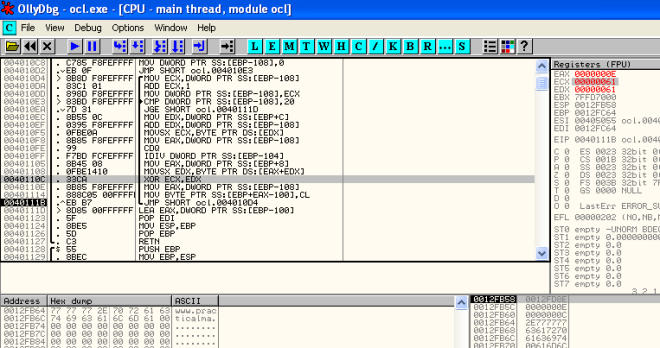 OllyDbg - ocl.exe - [CPU - main thread, module ocl]
C File View Debug Options Window Help
L E M T W H C / K B R ... S
004010C8 . C785 F8FEFFFF MOV DWORD PTR SS:[EBP-108],0
004010D2 . EB 0F JMP SHORT ocl.004010E3
004010D4 > 8B8D F8FEFFFF MOV ECX,DWORD PTR SS:[EBP-108]
004010DA . 83C1 01 ADD ECX,1
004010DD . 898D F8FEFFFF MOV DWORD PTR SS:[EBP-108],ECX
004010E3 > 83BD F8FEFFFF CMP DWORD PTR SS:[EBP-108],20
004010EA . 7D 31 JGE SHORT ocl.0040111D
004010EC . 8B55 0C MOV EDX,DWORD PTR SS:[EBP+C]
004010EF . 0395 F8FEFFFF ADD EDX,DWORD PTR SS:[EBP-108]
004010F5 . 0FBE0A MOVSX ECX,BYTE PTR DS:[EDX]
004010F8 . 8B85 F8FEFFFF MOV EAX,DWORD PTR SS:[EBP-108]
004010FE . 99 CDQ
004010FF . F7BD FCFEFFFF IDIV DWORD PTR SS:[EBP-104]
00401105 . 8B45 08 MOV EAX,DWORD PTR SS:[EBP+8]
00401108 . 0FBE1410 MOVSX EDX,BYTE PTR DS:[EAX+EDX]
0040110C . 33CA XOR ECX,EDX
0040110E . 8B85 F8FEFFFF MOV EAX,DWORD PTR SS:[EBP-108]
00401114 . 888C05 00FFFFF MOV BYTE PTR SS:[EBP+EAX-100],CL
0040111B . EB B7 JMP SHORT ocl.004010D4
0040111D > 8D85 00FFFFFF LEA EAX,DWORD PTR SS:[EBP-100]
00401123 . 5F POP EDI
00401124 . 8BE5 MOV ESP,EBP
00401126 . 5D POP EBP
00401127 . C3 RETN
00401128 $ 55 PUSH EBP
00401129 . 8BEC MOV EBP,ESP
Registers (FPU)
EAX 0000000E
ECX 00000061
EDX 00000061
EBX 7FFD7000
ESP 0012FB58
EBP 0012FC64
ESI 00405055 ocl.0040
EDI 0012FC64
EIP 0040111B ocl.0040
C 0 ES 0023 32bit 0(
P 0 CS 001B 32bit 0(
A 0 SS 0023 32bit 0(
Z 0 DS 0023 32bit 0(
S 0 FS 003B 32bit 7F
T 0 GS 0000 NULL
D 0
O 0 LastErr ERROR_SU
EFL 00000202 (NO,NB,N
ST0 empty -UNORM BDEC
ST1 empty 0.00000000
ST2 empty 0.0
ST3 empty 0.0
ST4 empty 0.0
ST5 empty 0.0
ST6 empty 0.0
ST7 empty 0.0
3 2 1
Address Hex dump ASCII
0012FB64 77 77 77 2E 70 72 61 63 www.prac
0012FB6C 74 69 63 61 6C 6D 61 00 ticalma.
0012FB74 00 00 00 00 00 00 00 00 ........
0012FB7C 00 00 00 00 00 00 00 00 ........
0012FB84 00 00 00 00 00 00 00 00 ........
0012FB58 0012FD8E
0012FB5C 0000000E
0012FB60 0000000E
0012FB64 2E777777
0012FB68 63617270
0012FB6C 61636974
0012FB70 00616D6C